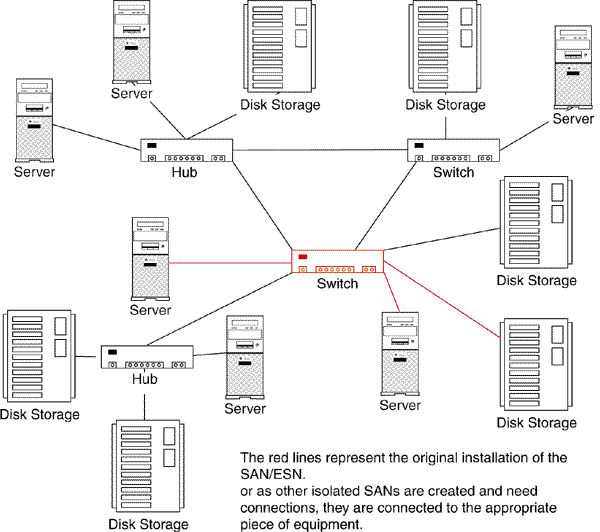 Server
Disk Storage
Disk Storage
Server
Server
Hub
Switch
Server
Switch
Disk Storage
Disk Storage
Hub
Server
Server
Disk Storage
Disk Storage
The red lines represent the original installation of the
SAN/ESN.
or as other isolated SANs are created and need
connections, they are connected to the appropriate
piece of equipment.